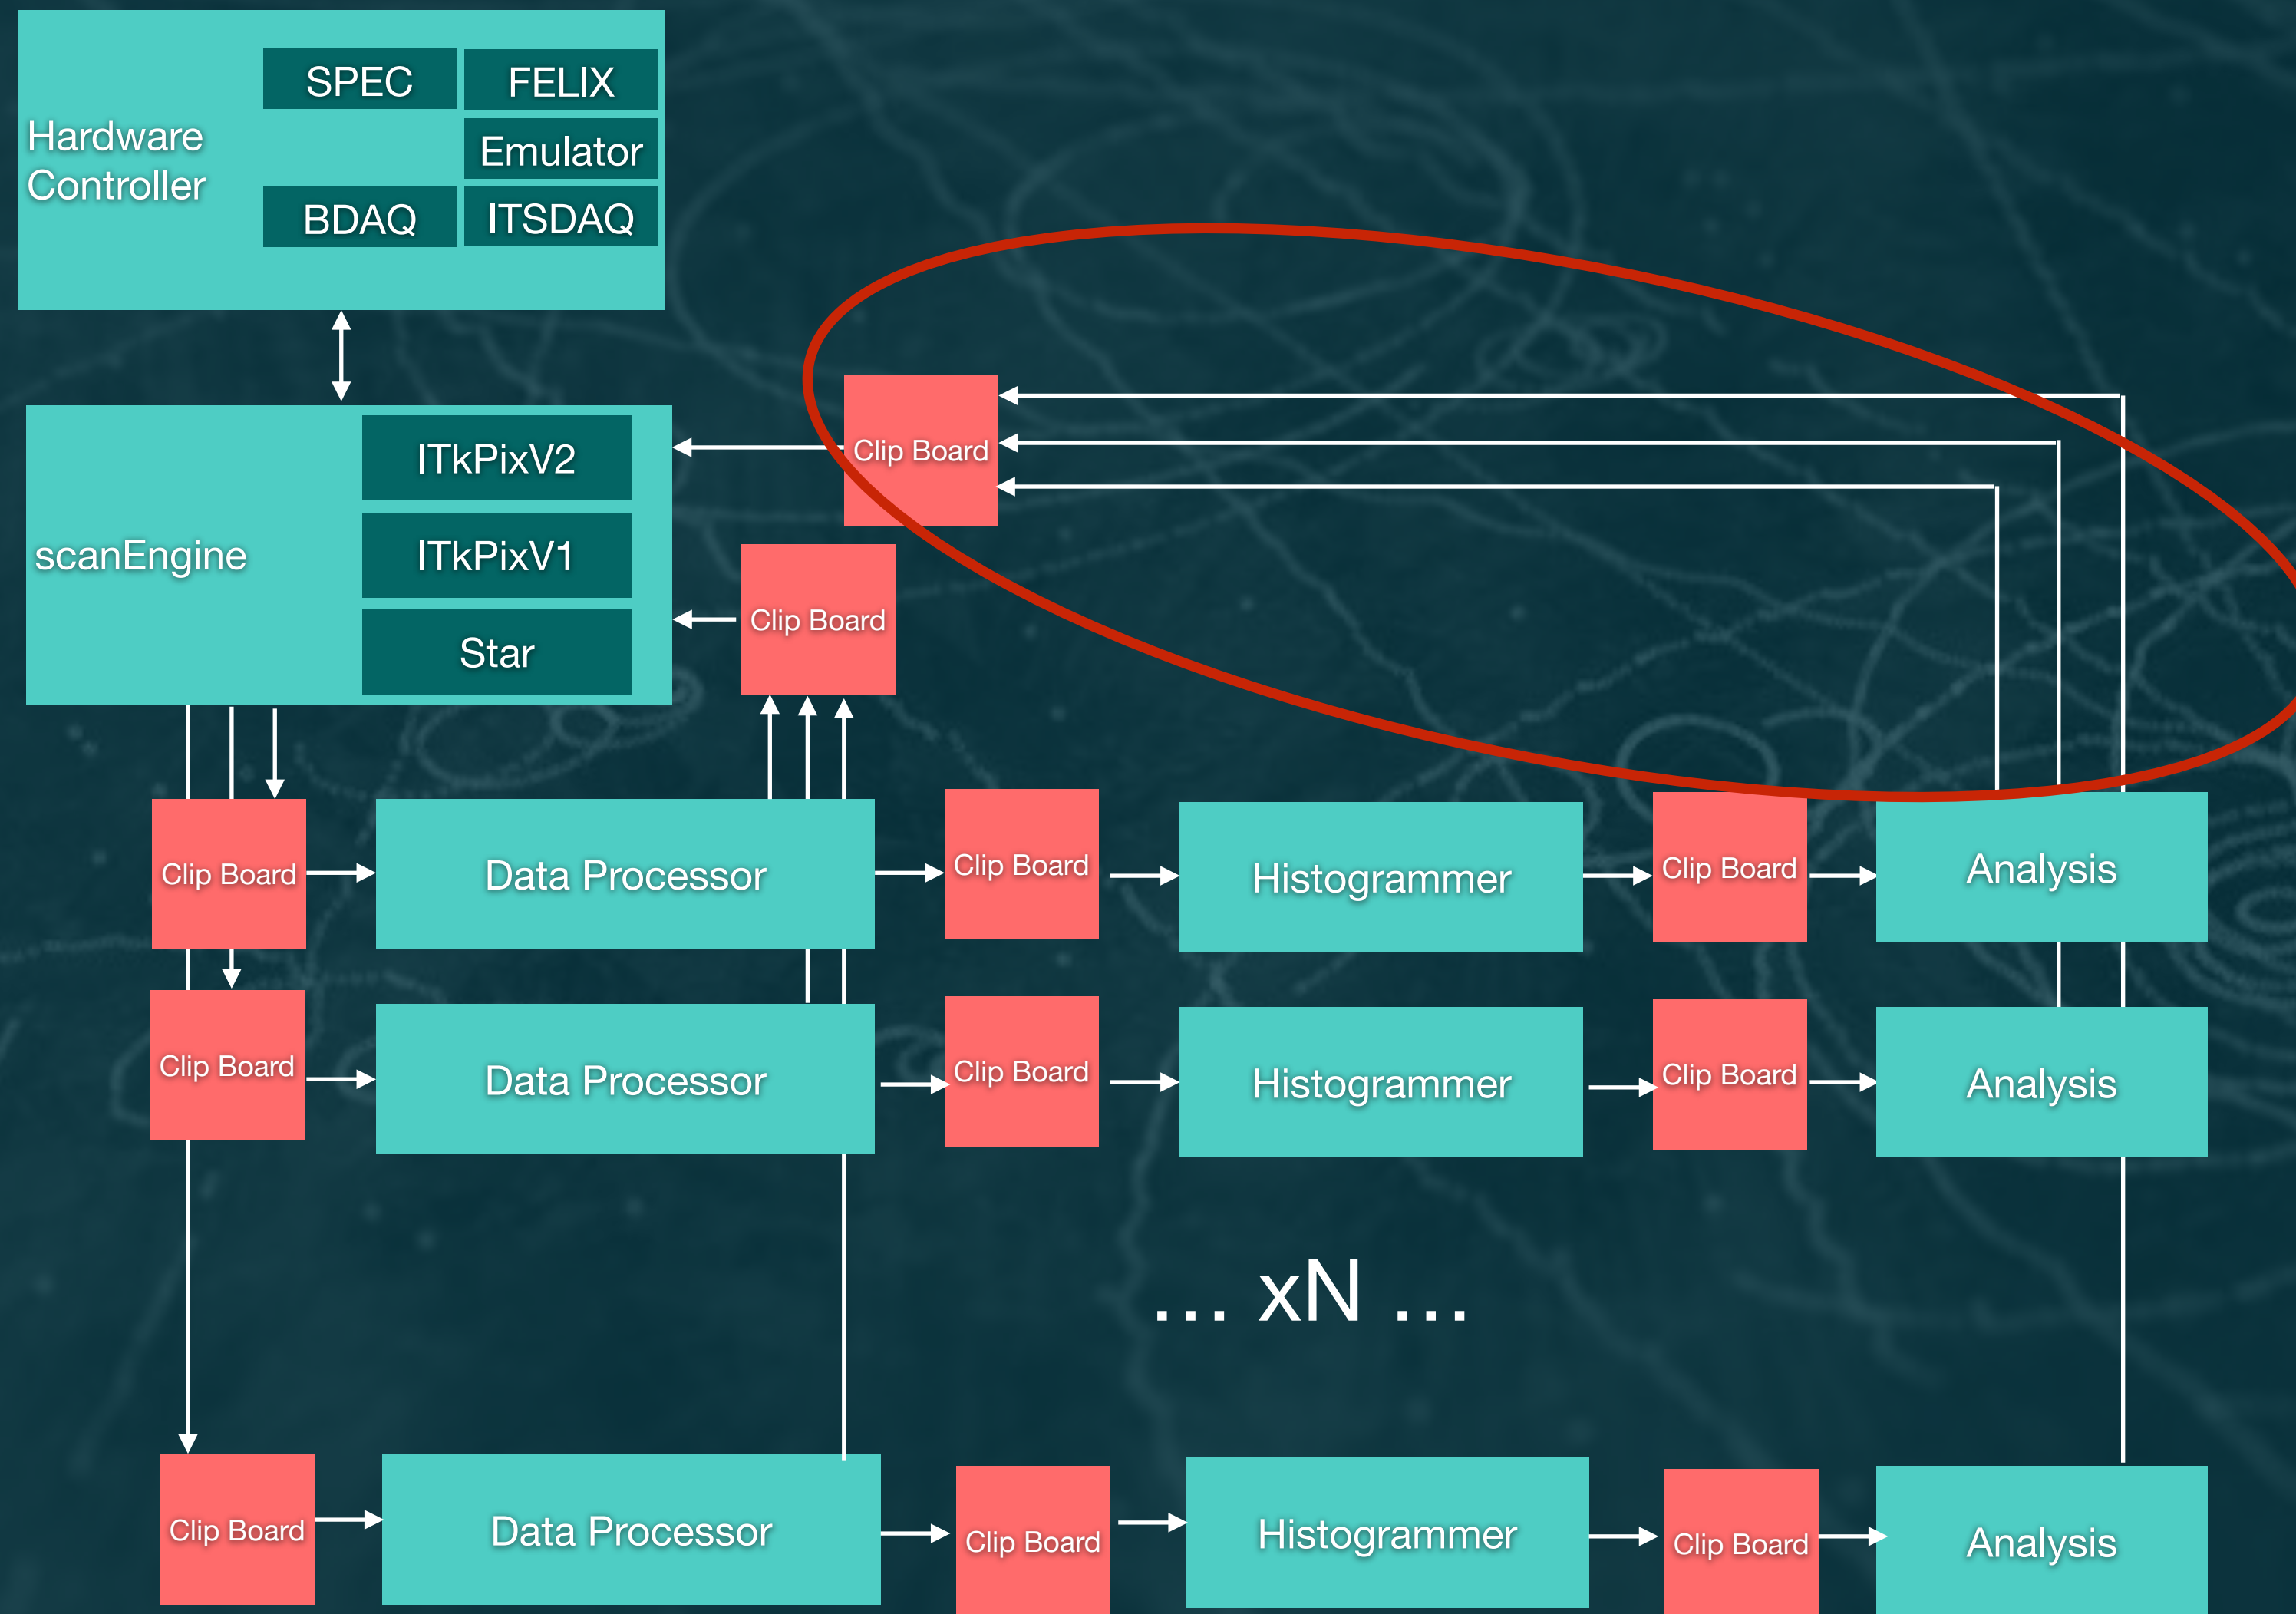 SPEC
FELIX
Hardware
Controller
Emulator
BDAQ
ITSDAQ
scanEngine
ITkPixV2
ITkPixV1
Star
Clip Board
Clip Board
Clip Board
Data Processor
Clip Board
Histogrammer
Clip Board
Analysis
Clip Board
Data Processor
Clip Board
Histogrammer
Clip Board
Analysis
... xN ...
Clip Board
Data Processor
Clip Board
Histogrammer
Clip Board
Analysis